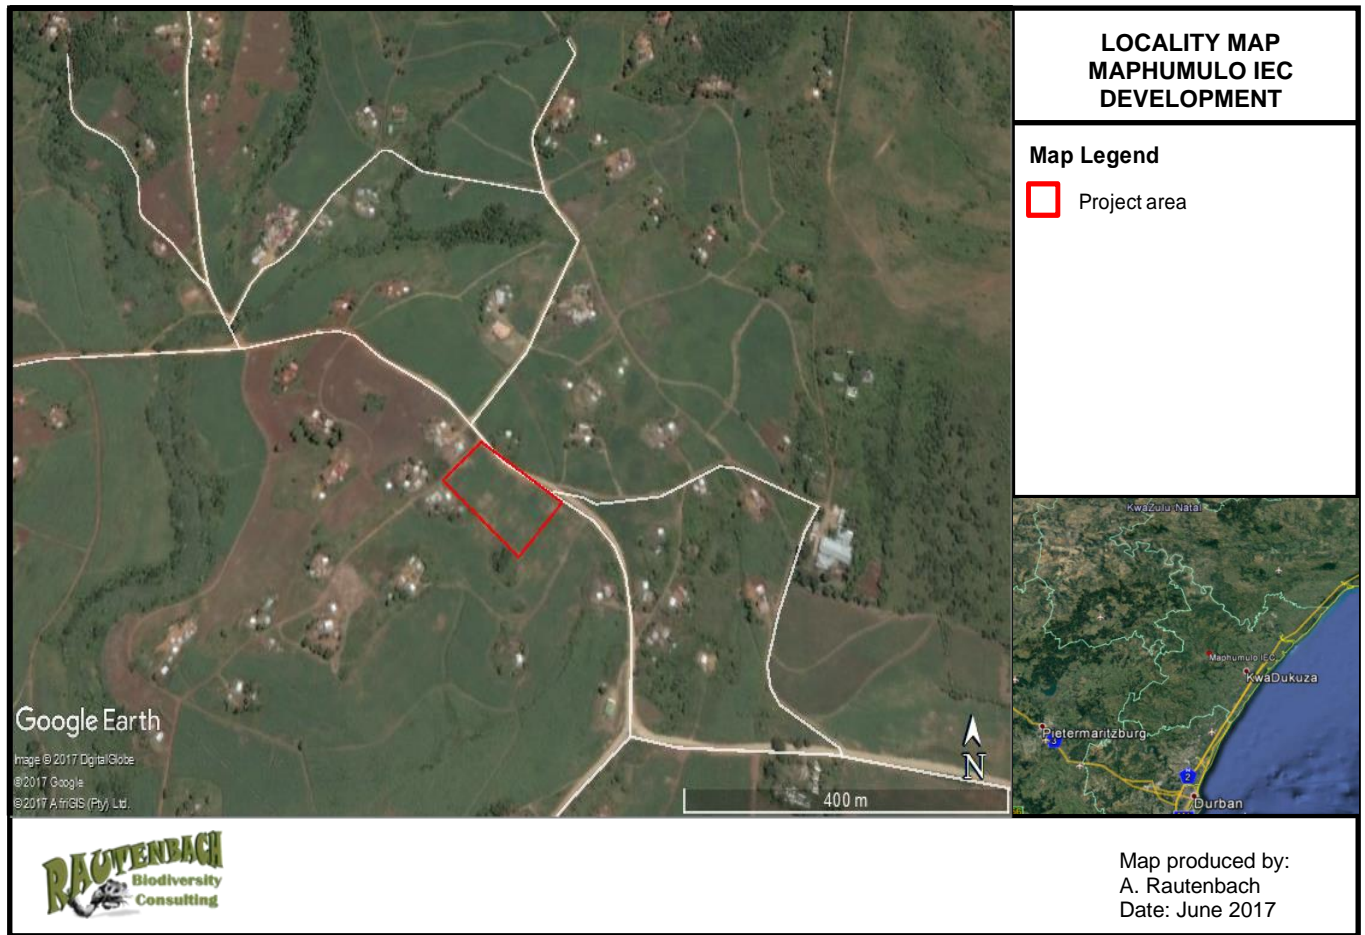 LOCALITY MAP
MAPHUMULO IEC
DEVELOPMENT
Map Legend
Project area
Google Earth
Image © 2017 DigitalGlobe
© 2017 Google
© 2017 AfriGIS (Pty) Ltd.
N
400 m
KwaZulu Natal
Maphumulo IEC
KwaDukuza
Pietermaritzburg
3
2
Durban
RAUTENBACH
Biodiversity
Consulting
Map produced by:
A. Rautenbach
Date: June 2017